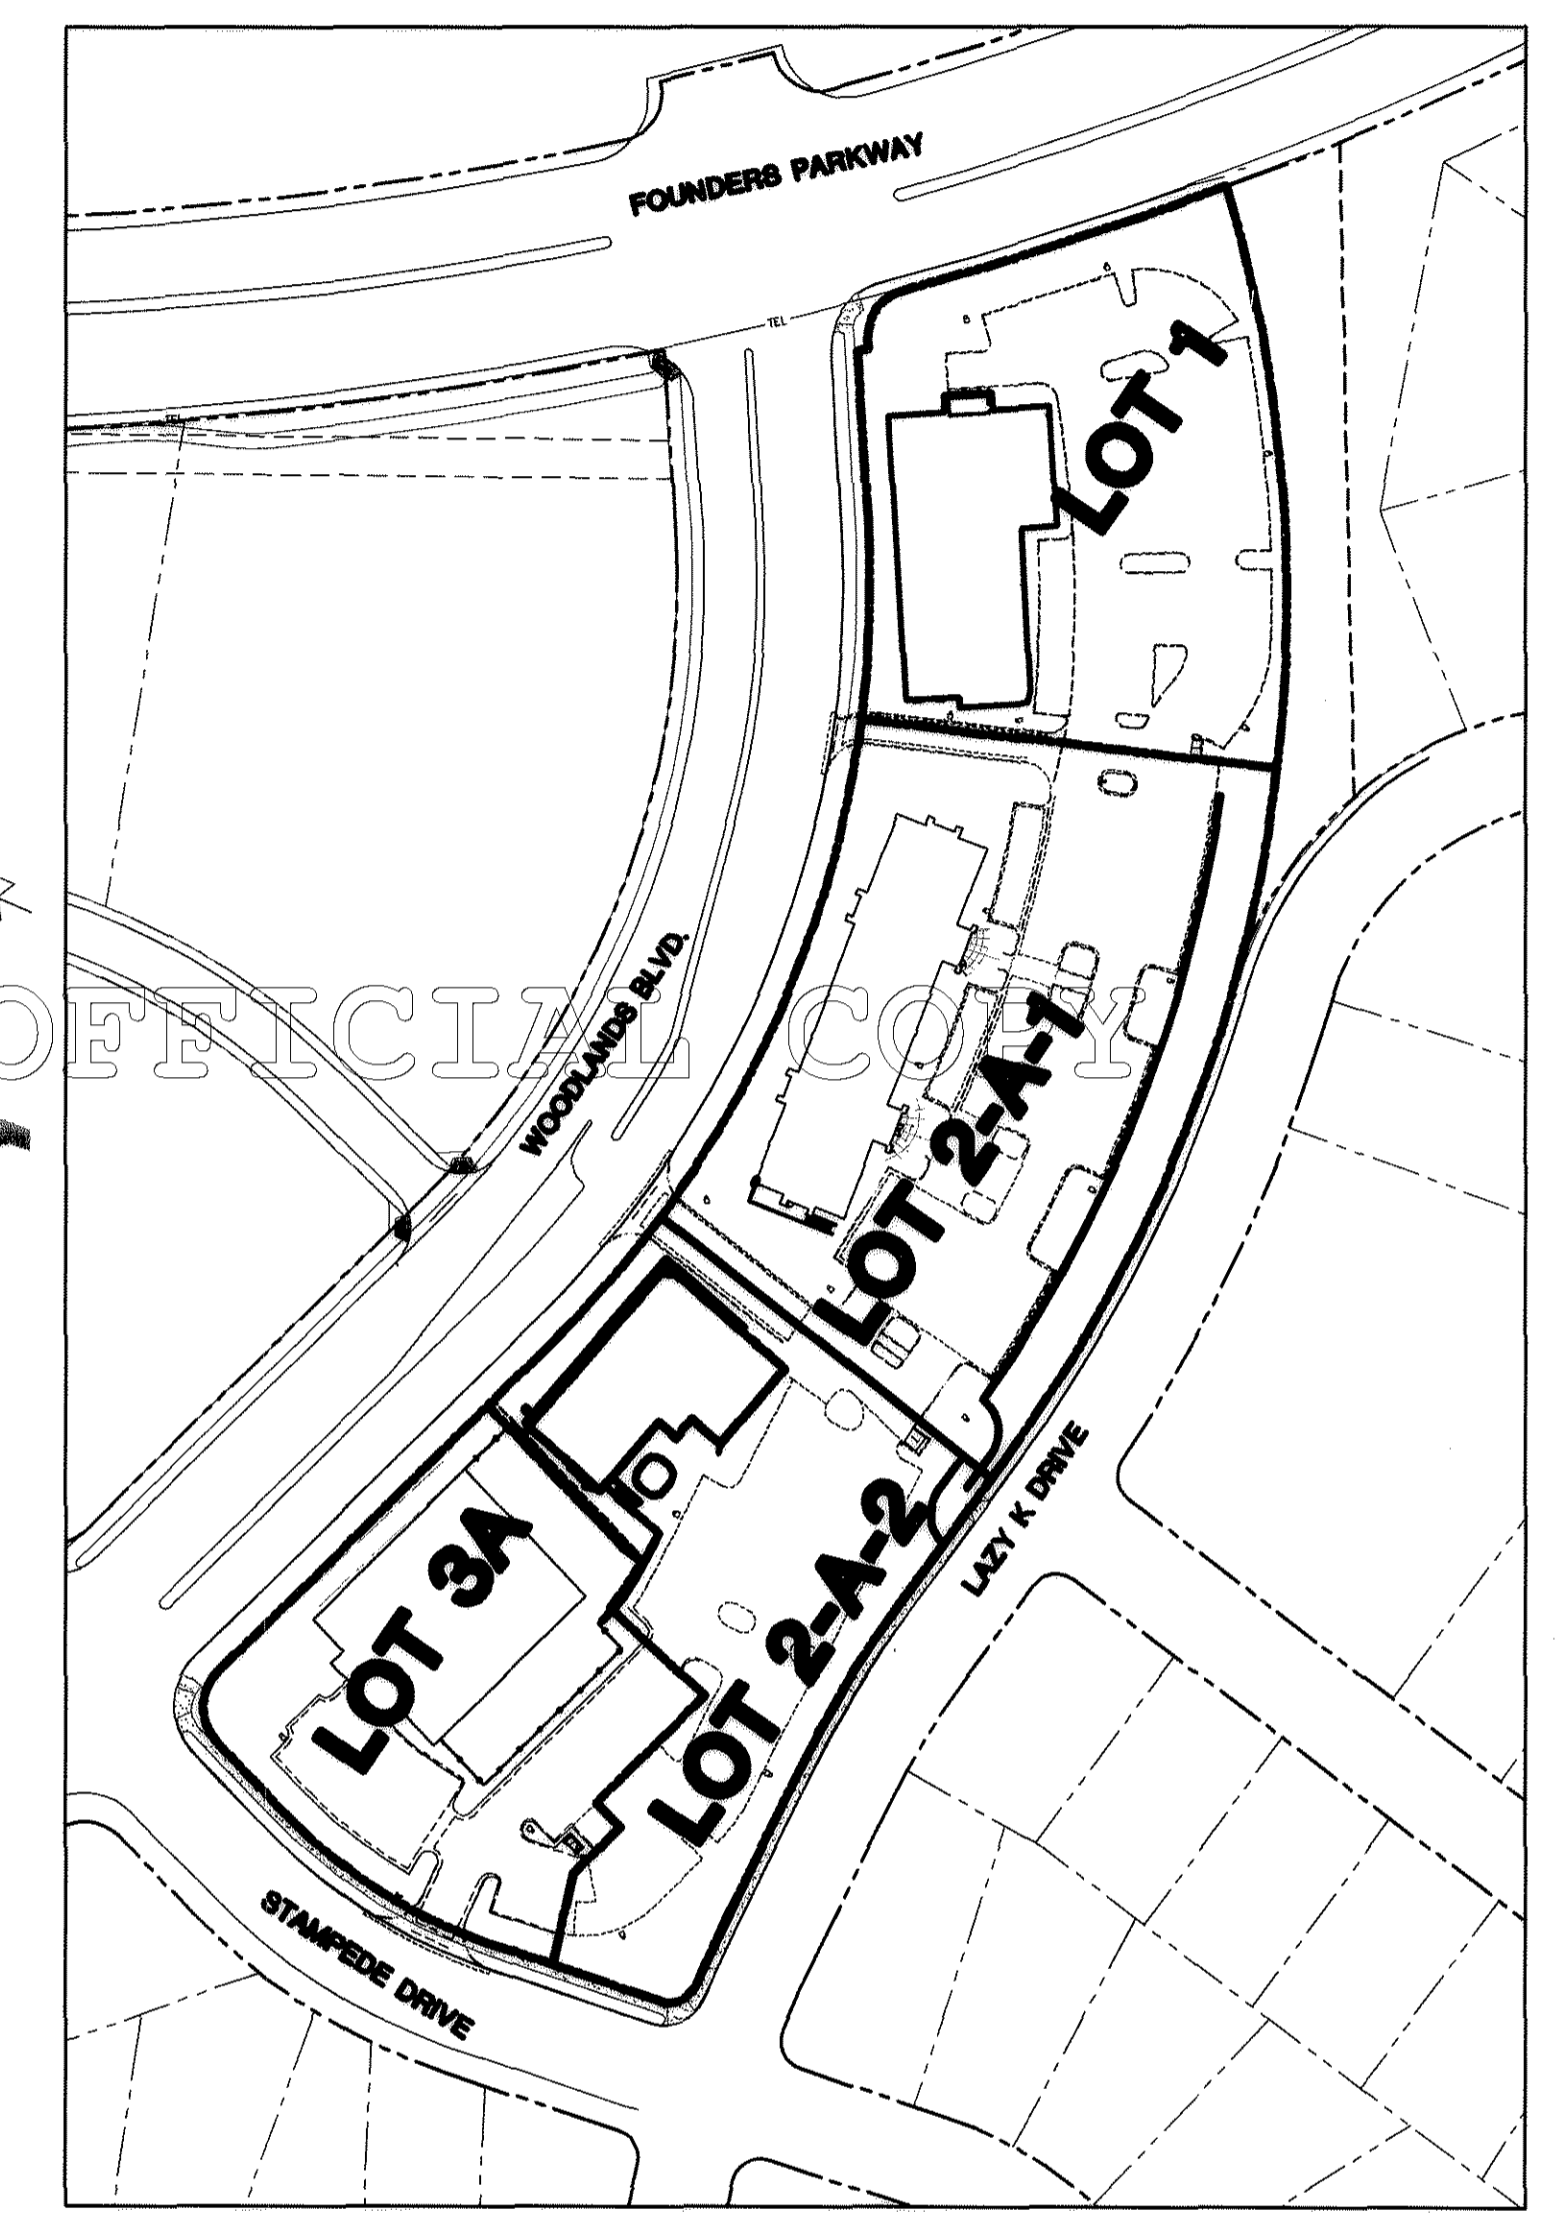 FOUNDERS PARKWAY
TEL
LOT 1
WOODLANDS BLVD.
OFFICIAL COPY
LOT 2-A-1
LAZY K DRIVE
LOT 3A
LOT 2-A-2
STAMPEDE DRIVE